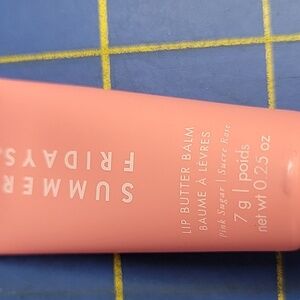 SUMMER
FRIDAYS
LIP BUTTER BALM
BAUME À LÈVRES
Pink Sugar | Sucre Rose
7 g | poids
net wt 0.25 oz